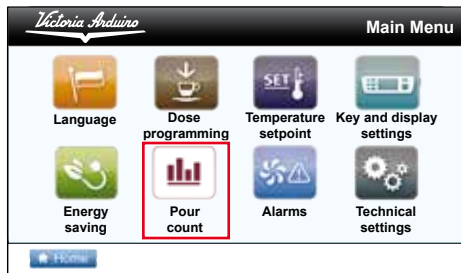 Victoria Arduino
Main Menu
SET
Language
Dose programming
Temperature setpoint
Key and display settings
Energy saving
Pour count
Alarms
Technical settings
Home